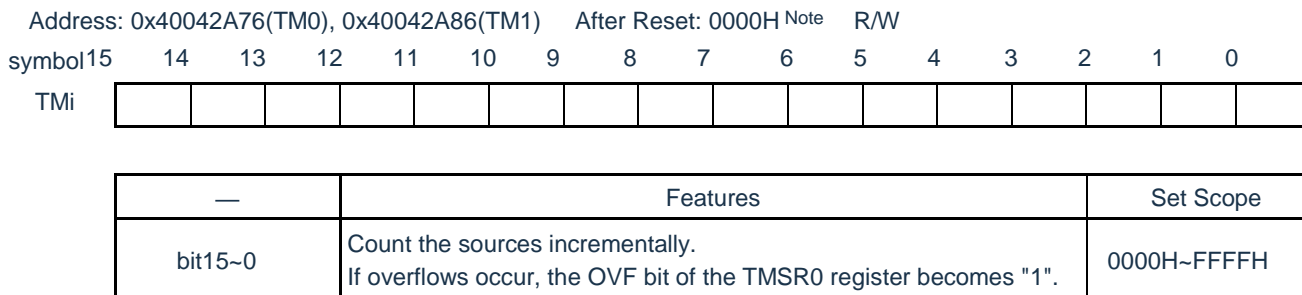 Address: 0x40042A76(TM0), 0x40042A86(TM1) After Reset: 0000H Note R/W
symbol15 14 13 12 11 10 9 8 7 6 5 4 3 2 1 0
TMi
— Features Set Scope
bit15~0 Count the sources incrementally. 0000H~FFFFH
If overflows occur, the OVF bit of the TMSR0 register becomes "1".